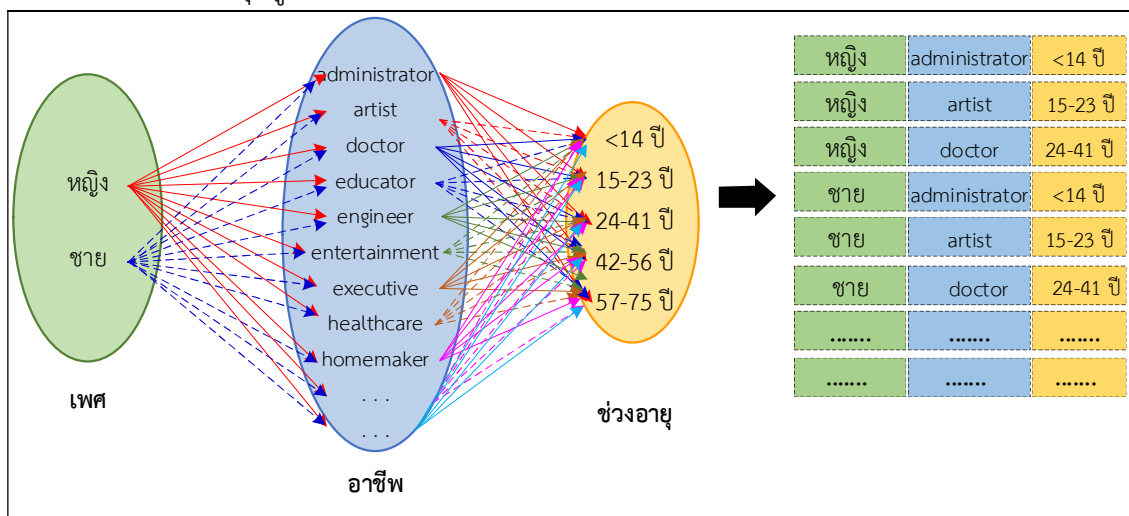 หญิง
ชาย
เพศ
administrator
artist
doctor
educator
engineer
entertainment
executive
healthcare
homemaker
. . .
. . .
อาชีพ
<14 ปี
15-23 ปี
24-41 ปี
42-56 ปี
57-75 ปี
ช่วงอายุ
หญิง administrator <14 ปี
หญิง artist 15-23 ปี
หญิง doctor 24-41 ปี
ชาย administrator <14 ปี
ชาย artist 15-23 ปี
ชาย doctor 24-41 ปี
....... ....... .......
....... ....... .......